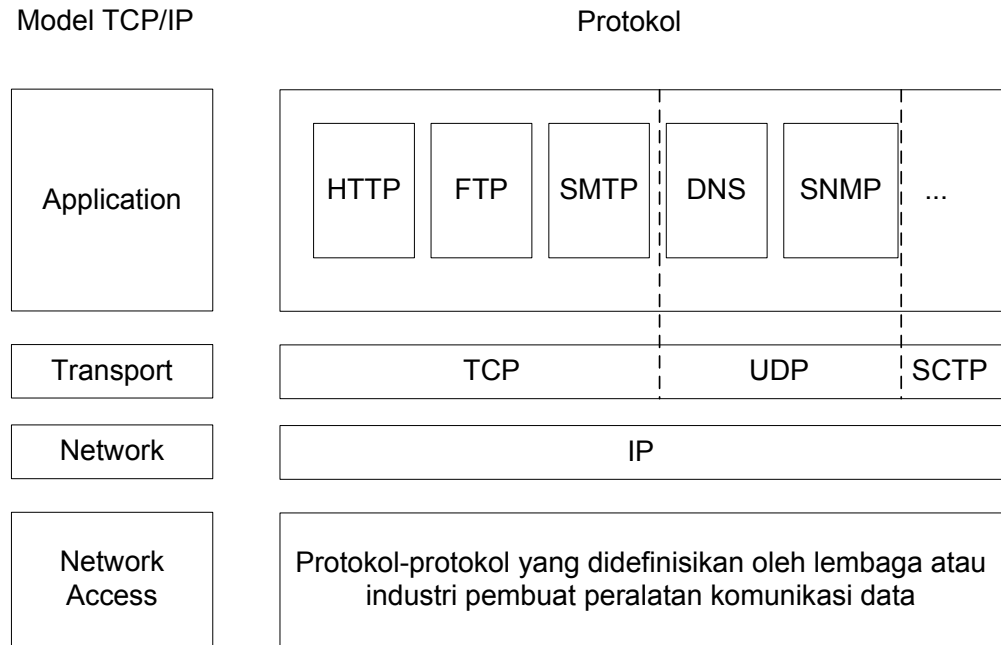 Model TCP/IP
Protokol
Application
HTTP
FTP
SMTP
DNS
SNMP
...
Transport
TCP
UDP
SCTP
Network
IP
Network
Access
Protokol-protokol yang didefinisikan oleh lembaga atau
industri pembuat peralatan komunikasi data